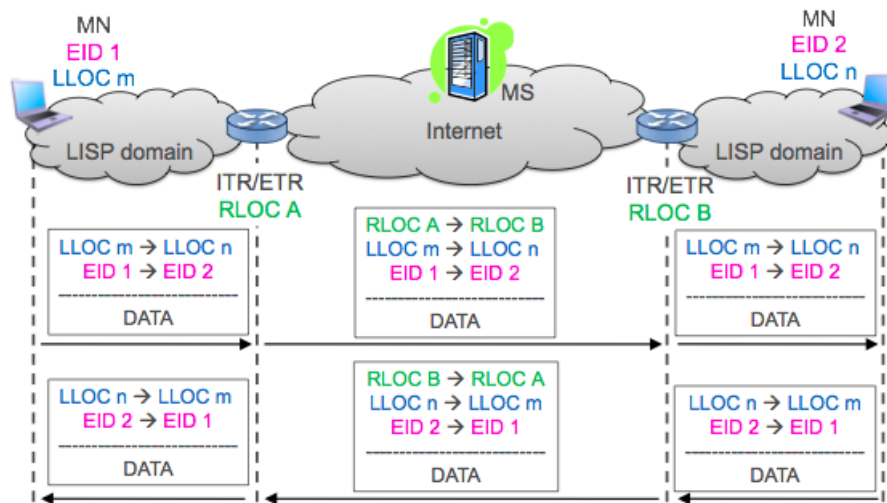 MN
EID 1
LLOC m
MN
EID 2
LLOC n
MS
Internet
LISP domain
LISP domain
ITR/ETR
RLOC A
ITR/ETR
RLOC B
LLOC m → LLOC n
EID 1 → EID 2
--------------------------
DATA
RLOC A → RLOC B
LLOC m → LLOC n
EID 1 → EID 2
--------------------------
DATA
LLOC m → LLOC n
EID 1 → EID 2
--------------------------
DATA
LLOC n → LLOC m
EID 2 → EID 1
--------------------------
DATA
RLOC B → RLOC A
LLOC n → LLOC m
EID 2 → EID 1
--------------------------
DATA
LLOC n → LLOC m
EID 2 → EID 1
--------------------------
DATA